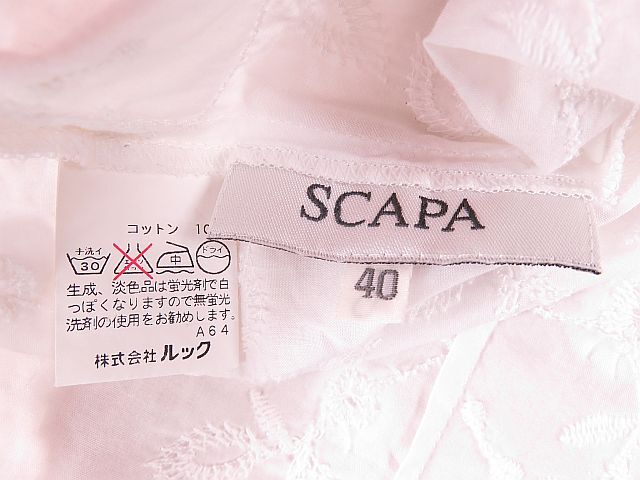 SCAPA
40
コットン 10
手洗イ
30
中
ドライ
生成、淡色品は蛍光剤で白
っぽくなりますので無蛍光
洗剤の使用をお勧めします。
A64
株式会社 ルック